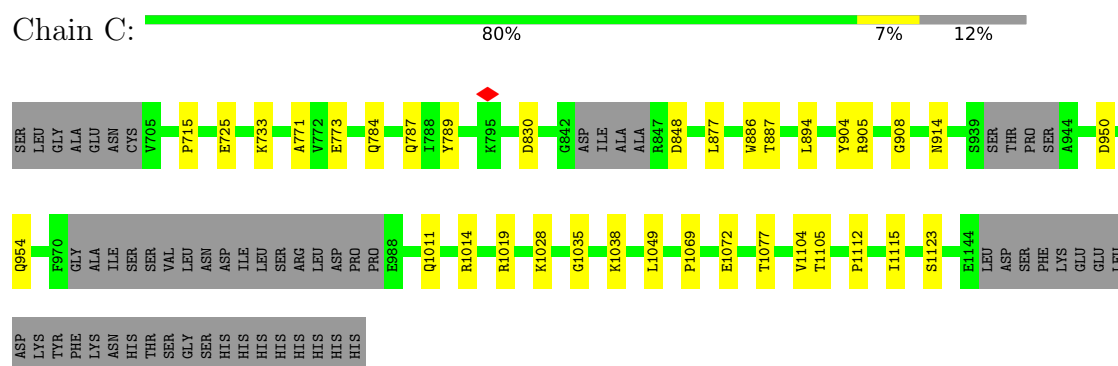 Chain C:
80% 7% 12%
SER LEU GLY ALA GLU ASN CYS V705 P715 E725 K733 A771 V772 E773 Q784 Q787 I788 Y789 K795 D830 G842 ASP ILE ALA ALA R847 D848 L877 W886 T887 L894 Y904 R905 G908 N914 S939 SER THR PRO SER A944 D950
Q954 F970 GLY ALA ILE SER SER VAL LEU ASN ASP ILE LEU SER ARG LEU ASP PRO PRO E988 Q1011 R1014 R1019 K1028 G1035 K1038 L1049 P1069 E1072 T1077 V1104 T1105 P1112 I1115 S1123 E1144 LEU ASP SER PHE LYS GLU GLU LEU
ASP LYS TYR PHE LYS ASN HIS THR SER GLY SER HIS HIS HIS HIS HIS HIS HIS HIS